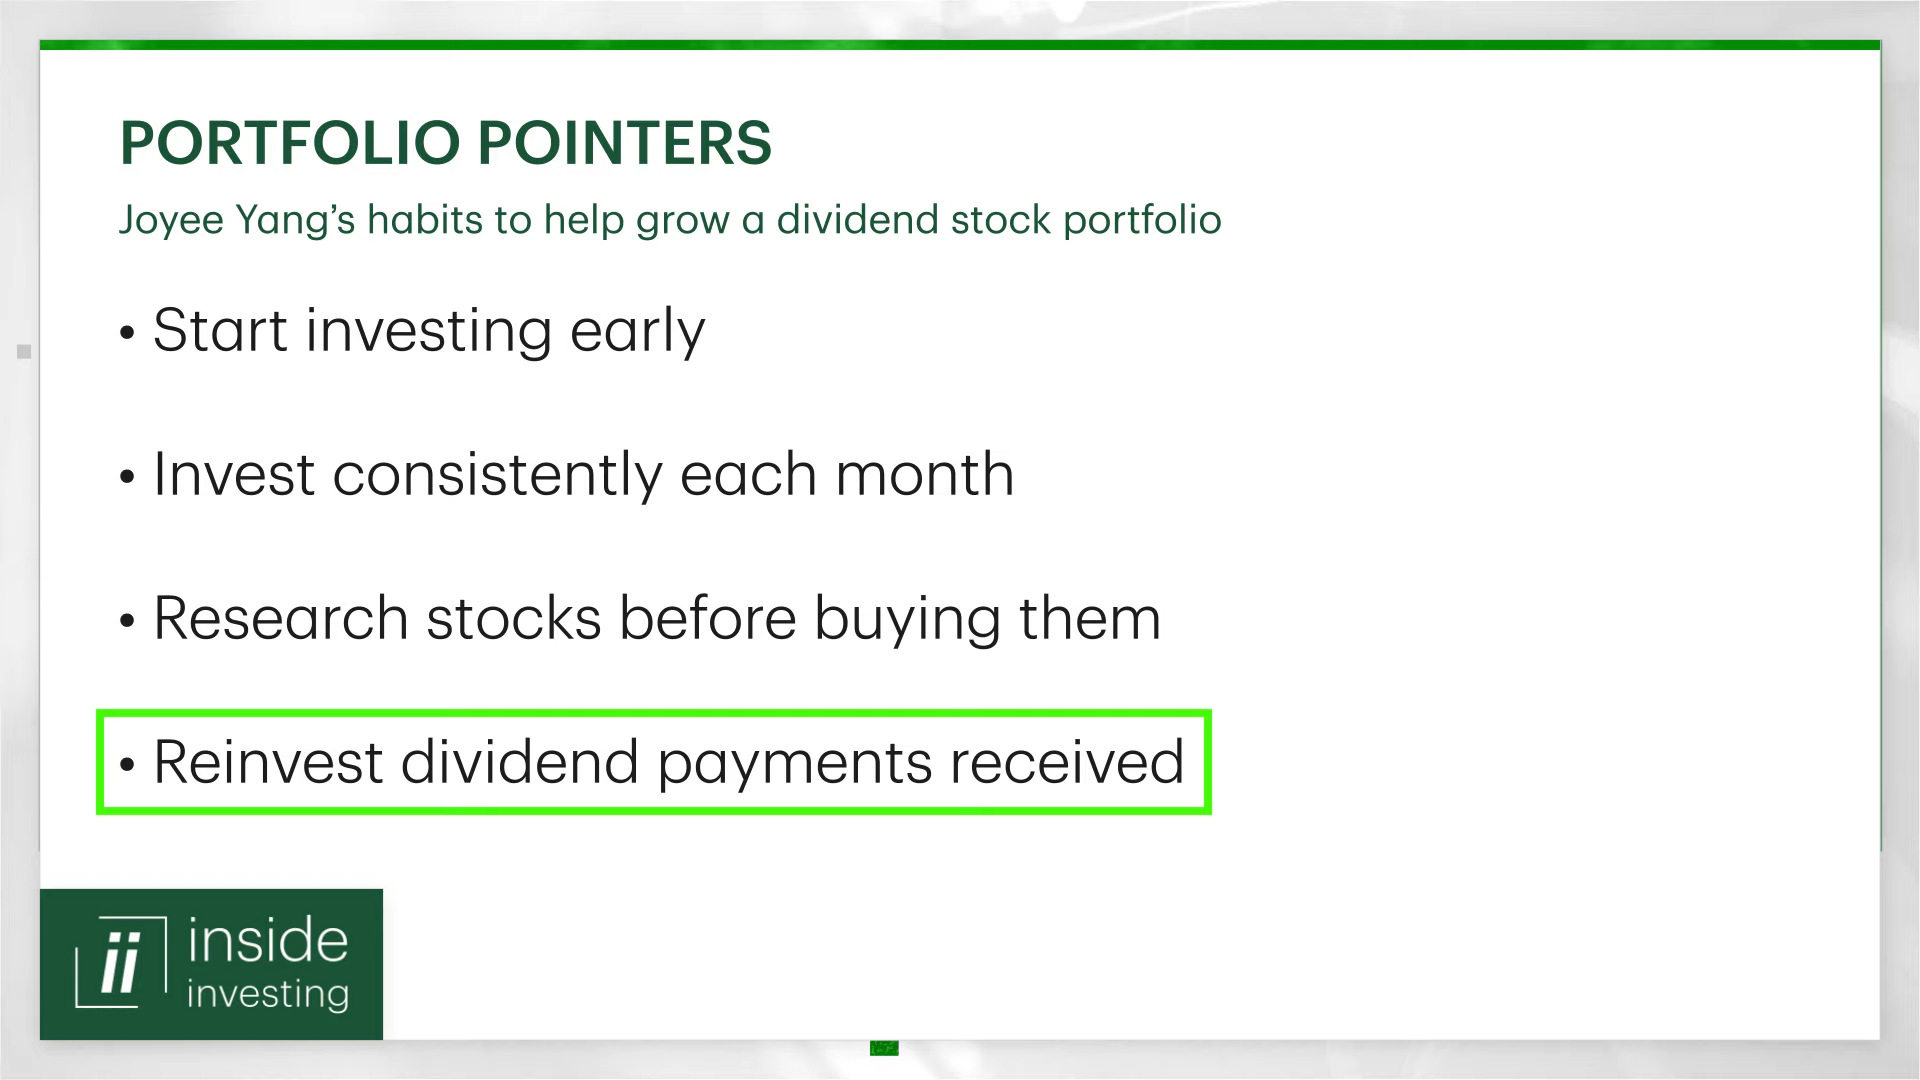 PORTFOLIO POINTERS
Joyee Yang’s habits to help grow a dividend stock portfolio
• Start investing early
• Invest consistently each month
• Research stocks before buying them
• Reinvest dividend payments received
ii
inside
investing